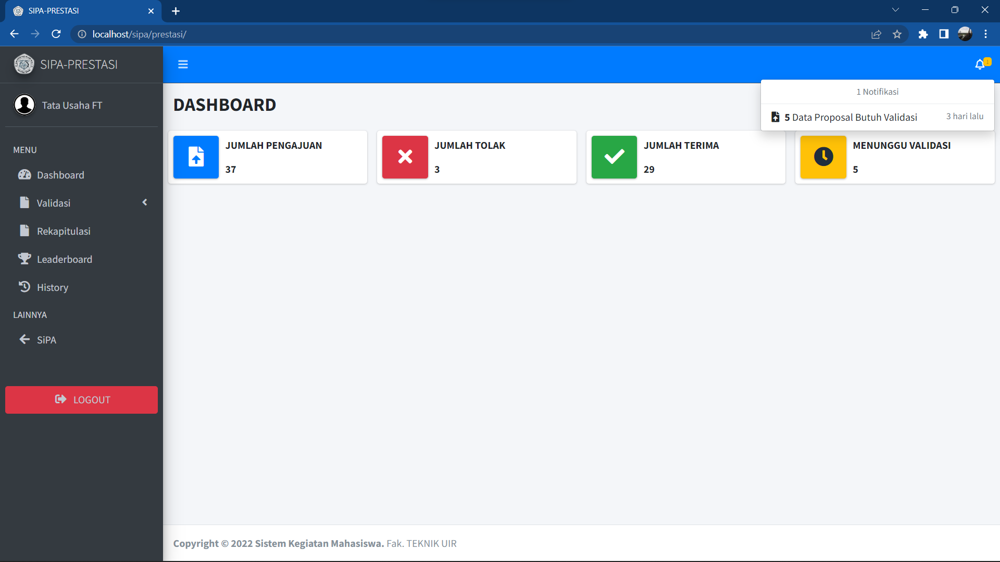 SIPA-PRESTASI
localhost/sipa/prestasi/
SIPA-PRESTASI
1
Tata Usaha FT
MENU
Dashboard
Validasi
Rekapitulasi
Leaderboard
History
LAINNYA
SiPA
LOGOUT
1 Notifikasi
5 Data Proposal Butuh Validasi 3 hari lalu
DASHBOARD
JUMLAH PENGAJUAN
37
JUMLAH TOLAK
3
JUMLAH TERIMA
29
MENUNGGU VALIDASI
5
Copyright © 2022 Sistem Kegiatan Mahasiswa. Fak. TEKNIK UIR